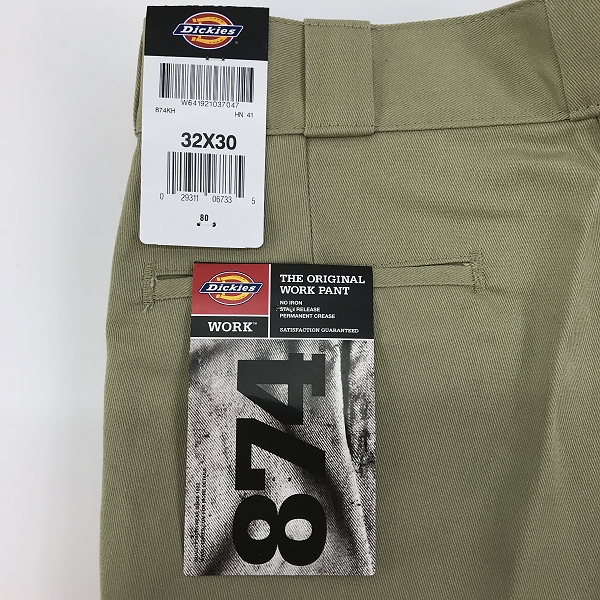 Dickies
W641921037047
874KH HN 41
32X30
0 29311 06733 5
80
Dickies
WORK™
THE ORIGINAL
WORK PANT
NO IRON
STAIN RELEASE
PERMANENT CREASE
SATISFACTION GUARANTEED
874